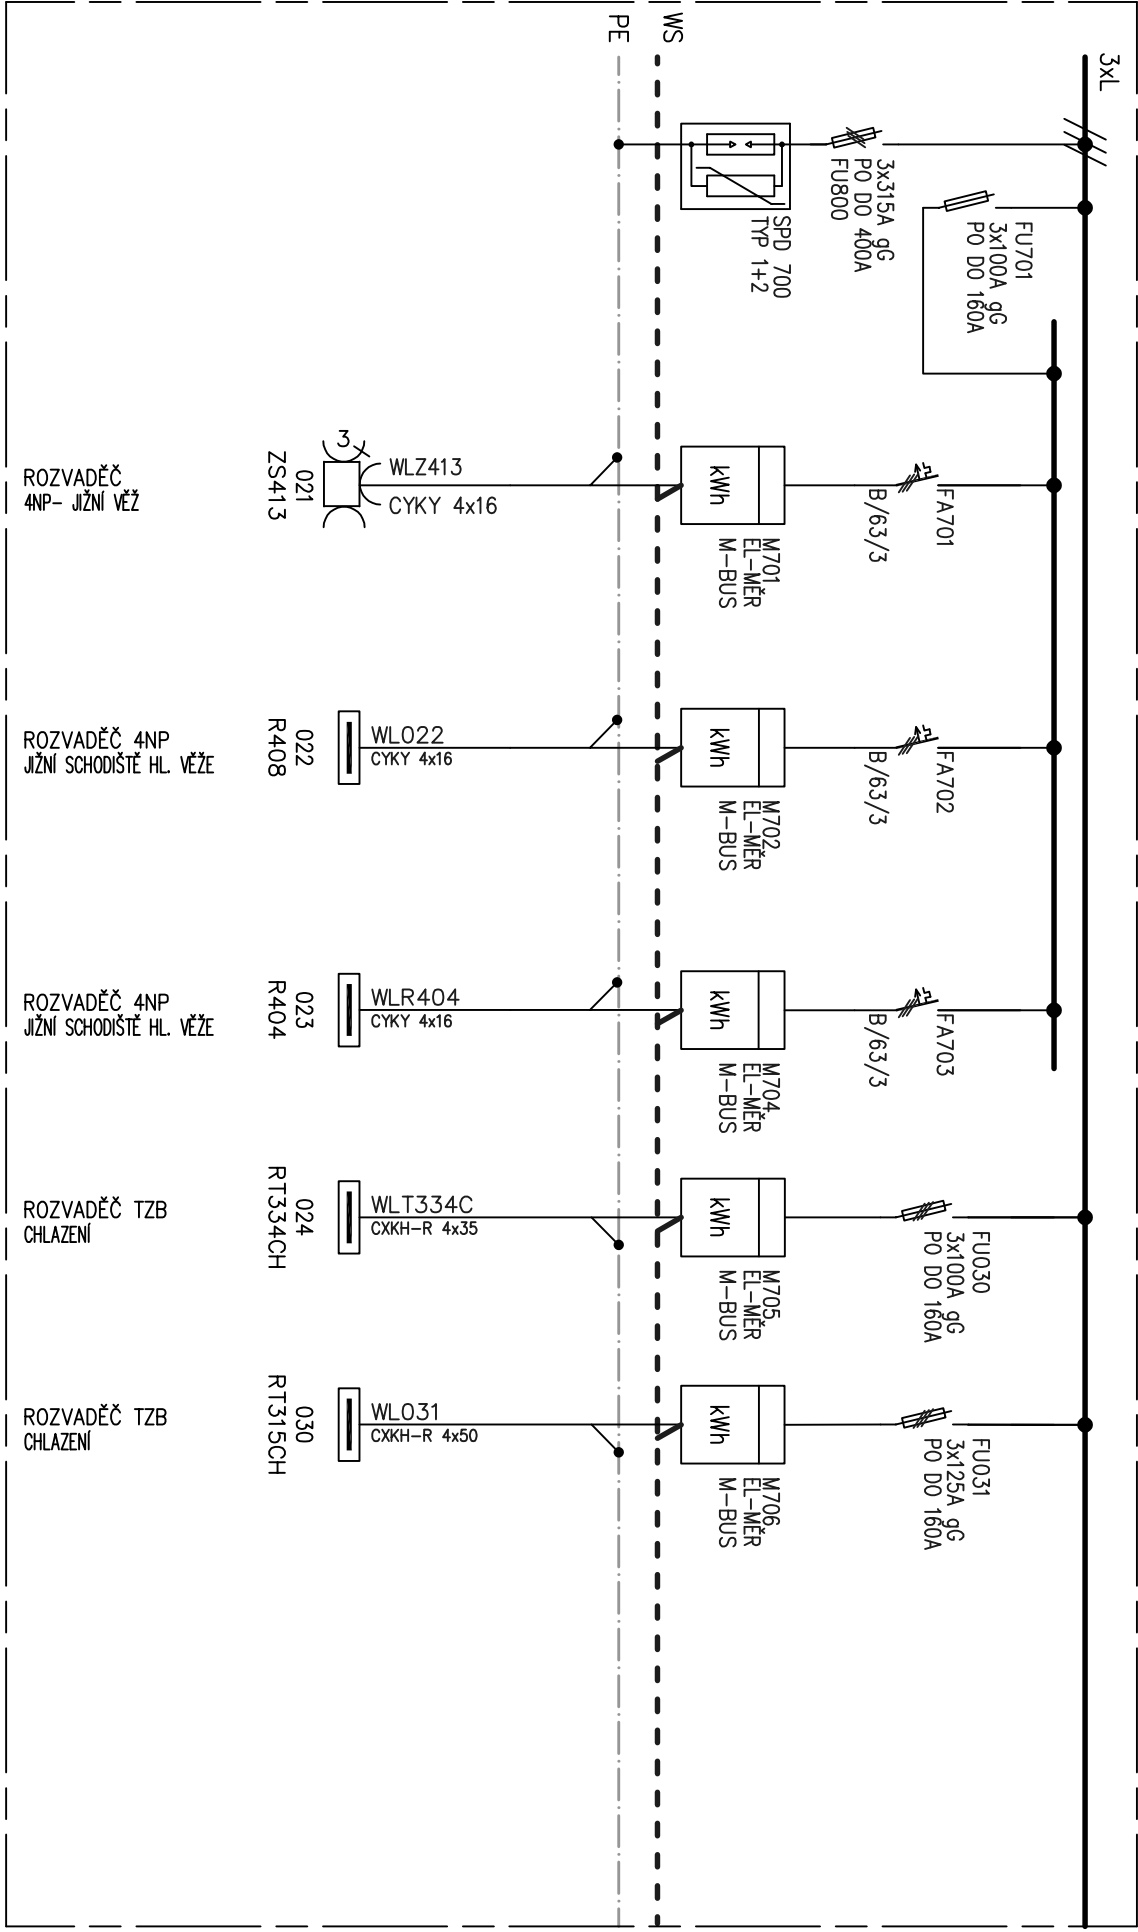 3xL
WS
PE
3x315A gG
PO DO 400A
FU800
SPD 700
TYP 1+2
FU701
3x100A gG
PO DO 160A
FA701
B/63/3
kWh
M701
EL-MĚR
M-BUS
WLZ413
CYKY 4x16
3
021
ZS413
ROZVADĚČ
4NP- JIŽNÍ VĚŽ
FA702
B/63/3
kWh
M702
EL-MĚR
M-BUS
WL022
CYKY 4x16
022
R408
ROZVADĚČ 4NP
JIŽNÍ SCHODIŠTĚ HL. VĚŽE
FA703
B/63/3
kWh
M704
EL-MĚR
M-BUS
WLR404
CYKY 4x16
023
R404
ROZVADĚČ 4NP
JIŽNÍ SCHODIŠTĚ HL. VĚŽE
FU030
3x100A gG
PO DO 160A
kWh
M705
EL-MĚR
M-BUS
WLT334C
CXKH-R 4x35
024
RT334CH
ROZVADĚČ TZB
CHLAZENÍ
FU031
3x125A gG
PO DO 160A
kWh
M706
EL-MĚR
M-BUS
WL031
CXKH-R 4x50
030
RT315CH
ROZVADĚČ TZB
CHLAZENÍ